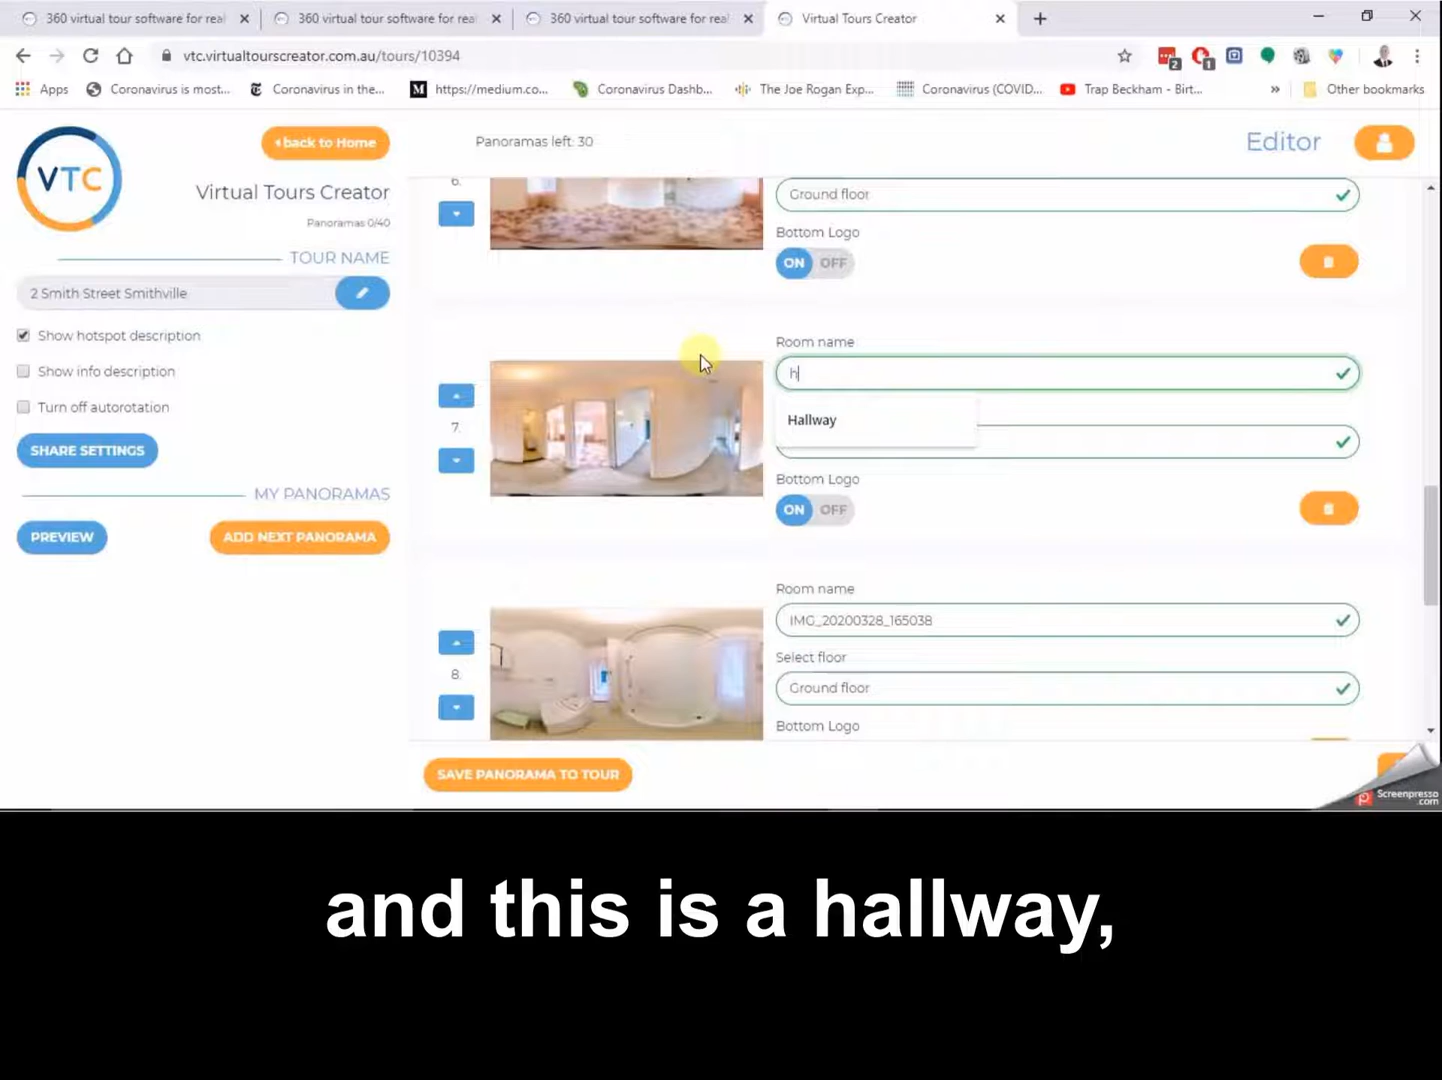 360 virtual tour software for real
360 virtual tour software for real
360 virtual tour software for real
Virtual Tours Creator
vtc.virtualtourscreator.com.au/tours/10394
2
1
Apps
Coronavirus is most...
Coronavirus in the...
M
https://medium.co...
Coronavirus Dashb...
The Joe Rogan Exp...
Coronavirus (COVID...
Trap Beckham - Birt...
»
Other bookmarks
VTC
back to Home
Virtual Tours Creator
Panoramas 0/40
Panoramas left: 30
Editor
TOUR NAME
2 Smith Street Smithville
Show hotspot description
Show info description
Turn off autorotation
SHARE SETTINGS
MY PANORAMAS
PREVIEW
ADD NEXT PANORAMA
6.
Ground floor
Bottom Logo
ON OFF
7.
Room name
h
Hallway
Bottom Logo
ON OFF
8.
Room name
IMG_20200328_165038
Select floor
Ground floor
Bottom Logo
SAVE PANORAMA TO TOUR
Screenpresso
.com
and this is a hallway,